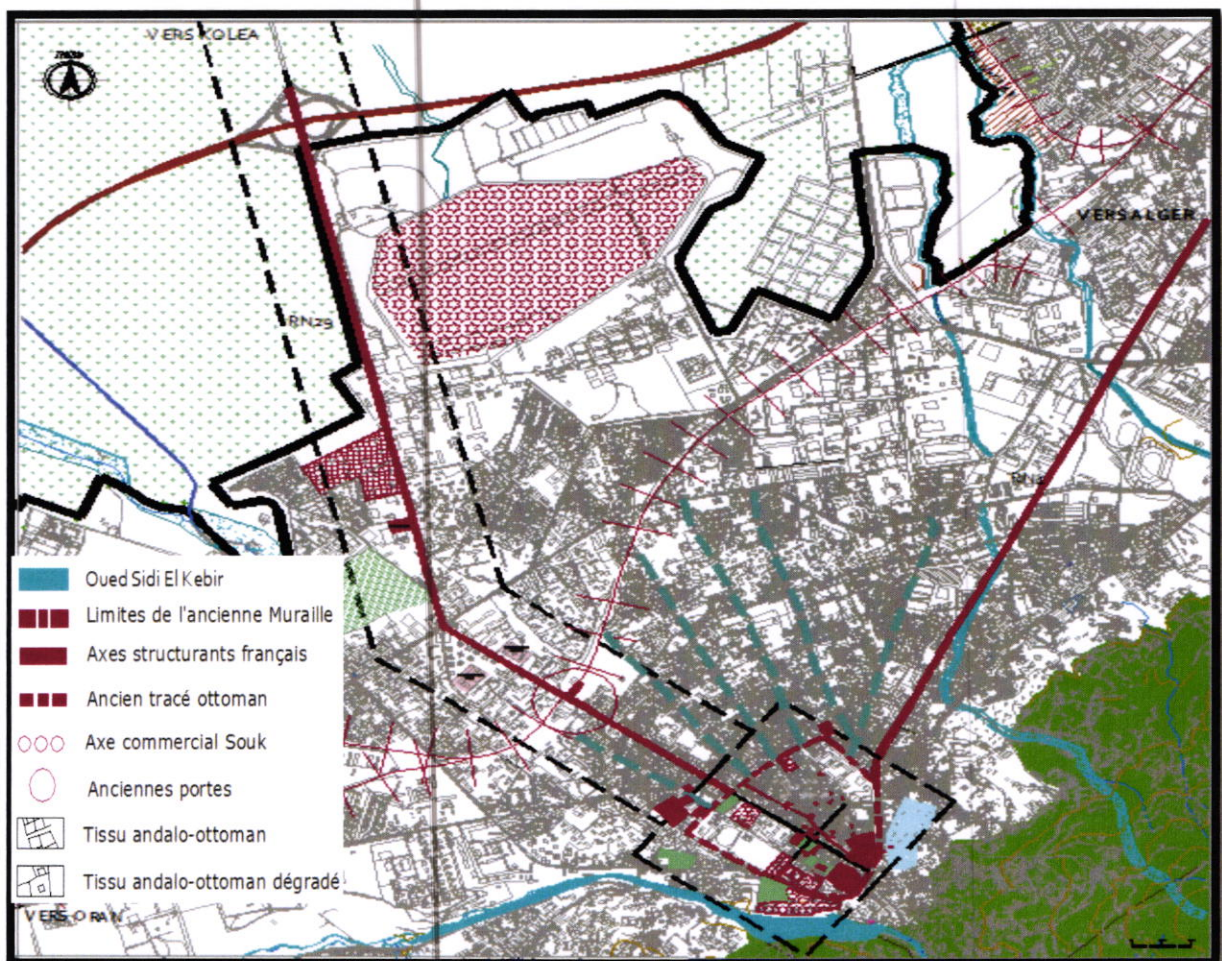 VERS KOLEA
VERS ALGER
RN29
Oued Sidi El Kebir
Limites de l'ancienne Muraille
Axes structurants français
Ancien tracé ottoman
Axe commercial Souk
Anciennes portes
Tissu andalo-ottoman
Tissu andalo-ottoman dégradé
VERS ORAN